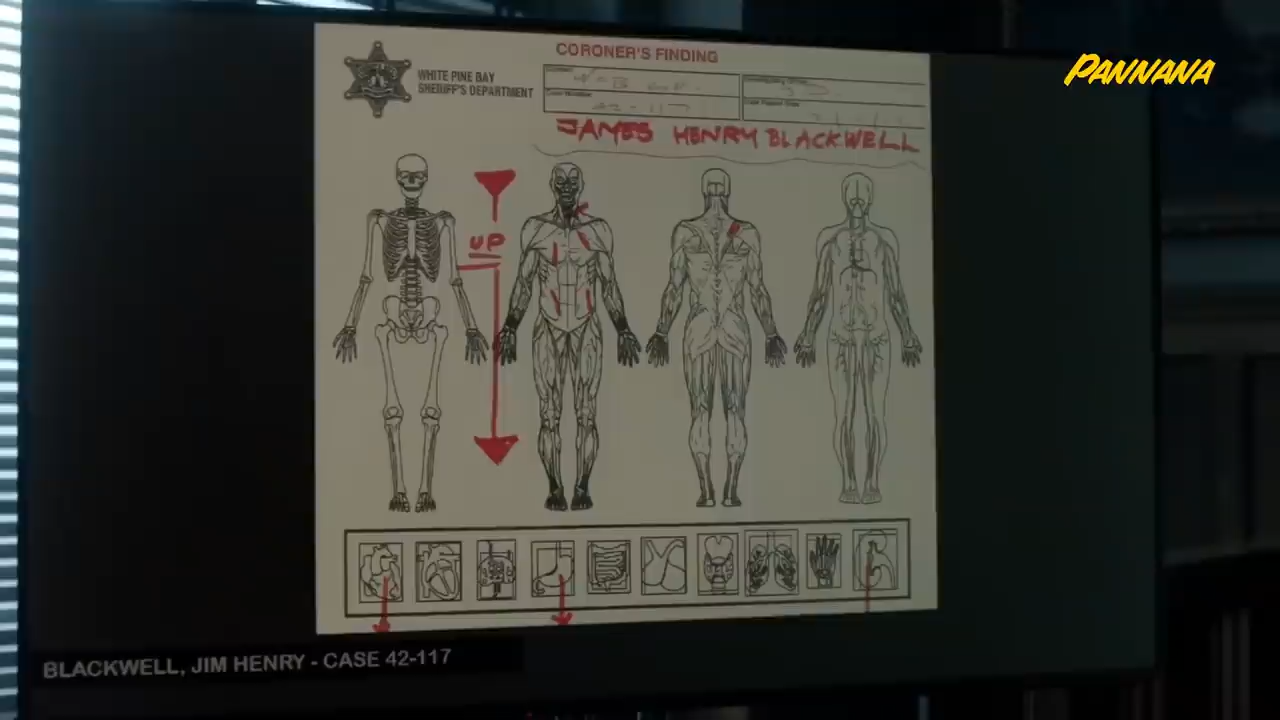 PANNANA
CORONER'S FINDING
WHITE PINE BAY
SHERIFF'S DEPARTMENT
JAMES HENRY BLACKWELL
UP
BLACKWELL, JIM HENRY - CASE 42-117